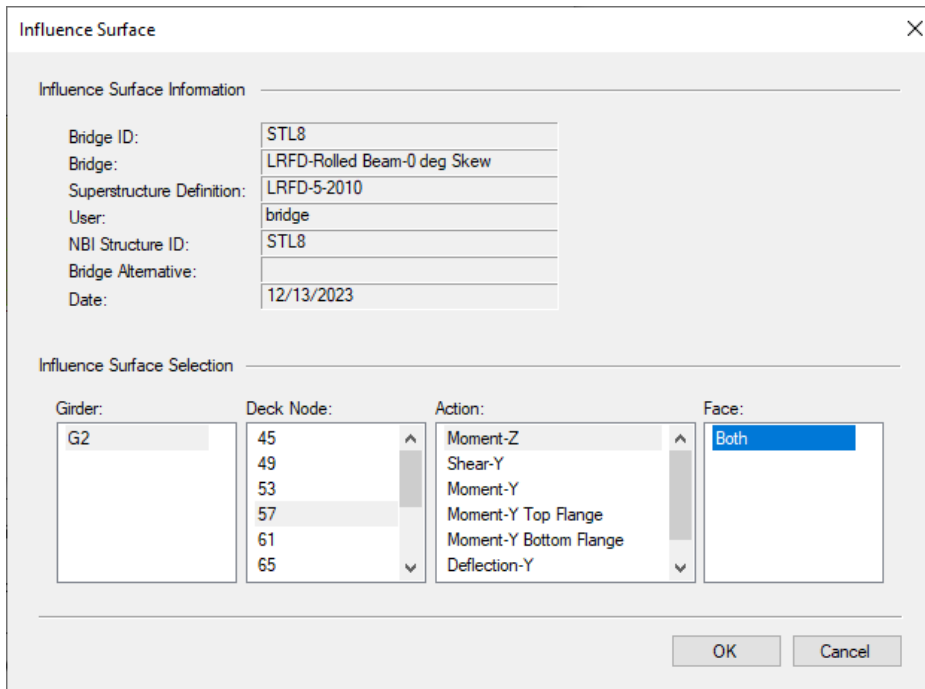 Influence Surface
Influence Surface Information
Bridge ID: STL8
Bridge: LRFD-Rolled Beam-0 deg Skew
Superstructure Definition: LRFD-5-2010
User: bridge
NBI Structure ID: STL8
Bridge Alternative:
Date: 12/13/2023
Influence Surface Selection
Girder: Deck Node: Action: Face:
G2 45 Moment-Z Both
49 Shear-Y
53 Moment-Y
57 Moment-Y Top Flange
61 Moment-Y Bottom Flange
65 Deflection-Y
OK Cancel